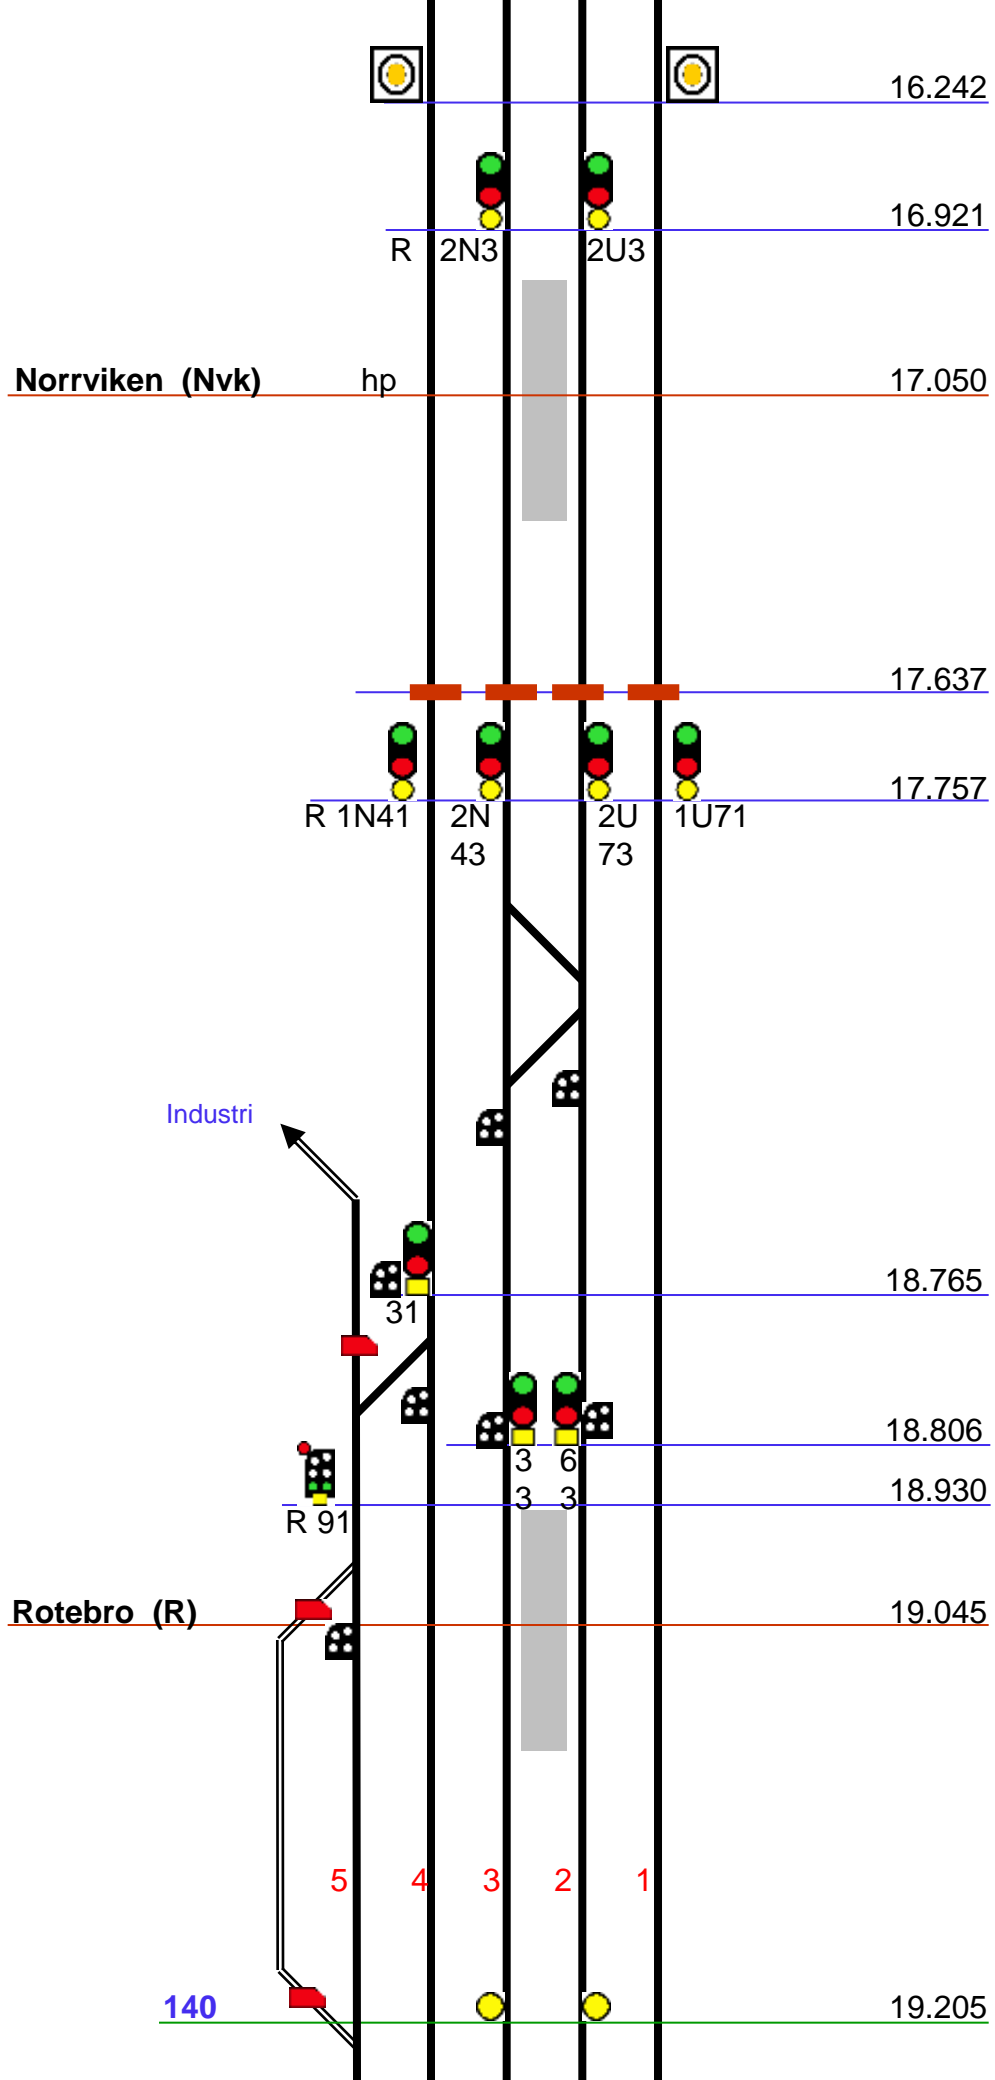 16.242
16.921
R 2N3 2U3
Norrviken (Nvk) hp 17.050
17.637
17.757
R 1N41 2N 2U 1U71
43 73
Industri
18.765
31
18.806
3 6
3 3
18.930
R 91
Rotebro (R) 19.045
5 4 3 2 1
140 19.205